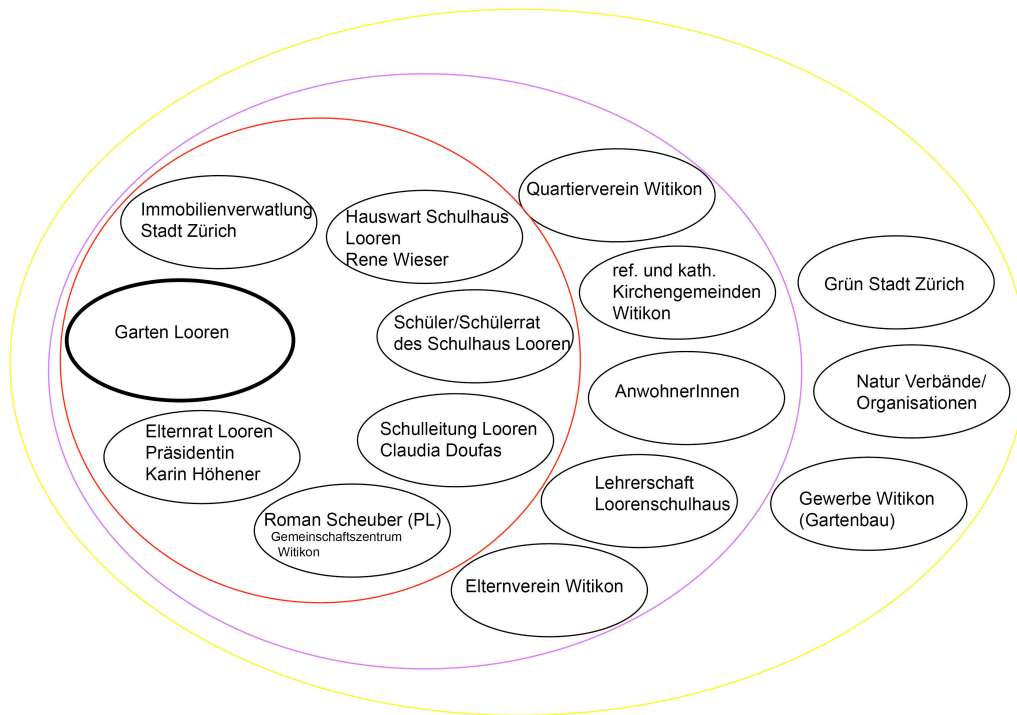 Immobilienverwatlung
Stadt Zürich
Hauswart Schulhaus
Looren
Rene Wieser
Quartierverein Witikon
ref. und kath.
Kirchengemeinden
Witikon
Grün Stadt Zürich
Garten Looren
Schüler/Schülerrat
des Schulhaus Looren
AnwohnerInnen
Natur Verbände/
Organisationen
Elternrat Looren
Präsidentin
Karin Höhener
Schulleitung Looren
Claudia Doufas
Lehrerschaft
Loorenschulhaus
Gewerbe Witikon
(Gartenbau)
Roman Scheuber (PL)
Gemeinschaftszentrum
Witikon
Elternverein Witikon